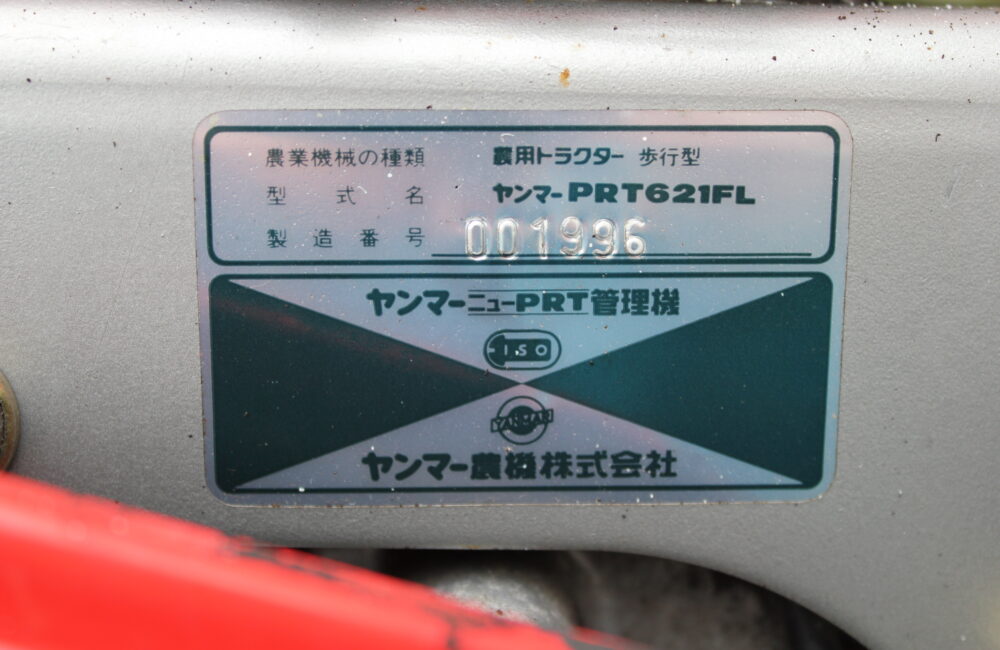 農業機械の種類 農用トラクター 歩行型
型式名 ヤンマーPRT621FL
製造番号 001996
ヤンマーニューPRT管理機
ISO
YANMAR
ヤンマー農機株式会社